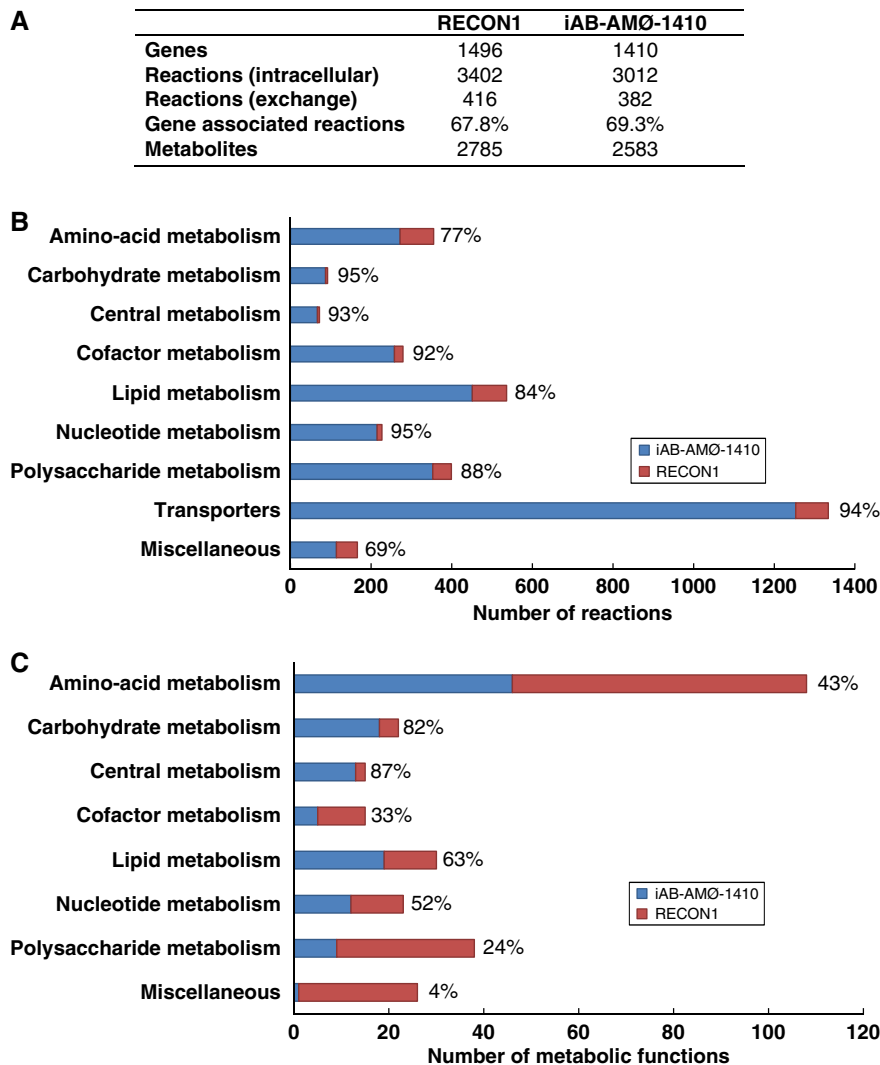 A
RECON1 iAB-AMØ-1410
Genes 1496 1410
Reactions (intracellular) 3402 3012
Reactions (exchange) 416 382
Gene associated reactions 67.8% 69.3%
Metabolites 2785 2583
B
Amino-acid metabolism 77%
Carbohydrate metabolism 95%
Central metabolism 93%
Cofactor metabolism 92%
Lipid metabolism 84%
Nucleotide metabolism 95%
Polysaccharide metabolism 88%
Transporters 94%
Miscellaneous 69%
iAB-AMØ-1410
RECON1
0 200 400 600 800 1000 1200 1400
Number of reactions
C
Amino-acid metabolism 43%
Carbohydrate metabolism 82%
Central metabolism 87%
Cofactor metabolism 33%
Lipid metabolism 63%
Nucleotide metabolism 52%
Polysaccharide metabolism 24%
Miscellaneous 4%
iAB-AMØ-1410
RECON1
0 20 40 60 80 100 120
Number of metabolic functions